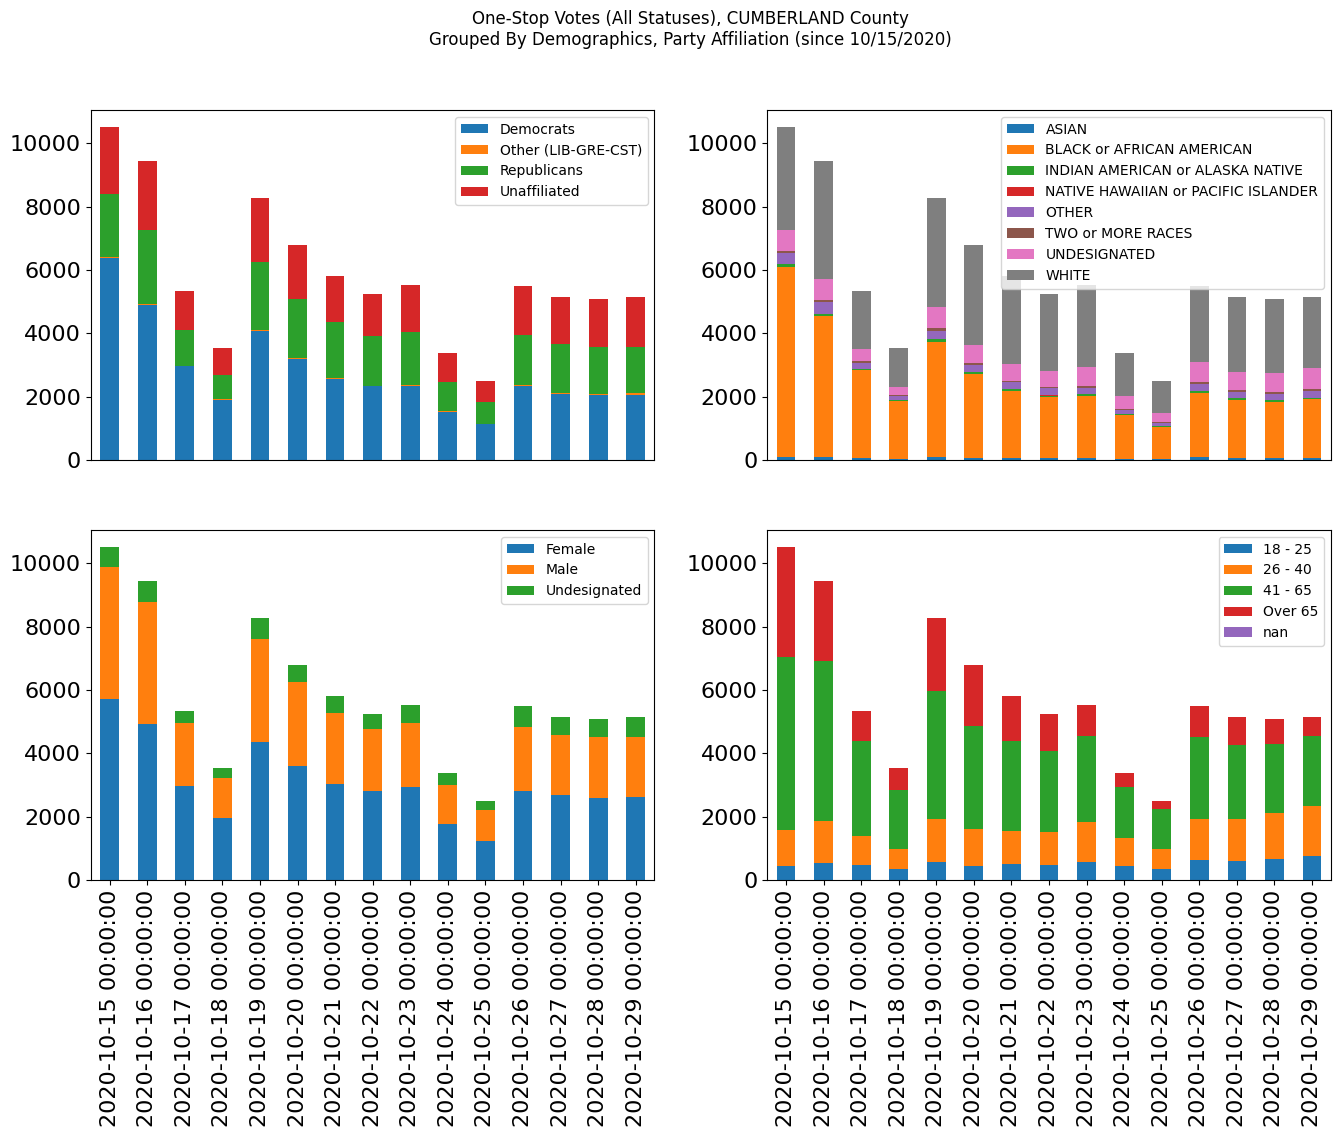 One-Stop Votes (All Statuses), CUMBERLAND County
Grouped By Demographics, Party Affiliation (since 10/15/2020)
10000
8000
6000
4000
2000
0
Democrats
Other (LIB-GRE-CST)
Republicans
Unaffiliated
10000
8000
6000
4000
2000
0
ASIAN
BLACK or AFRICAN AMERICAN
INDIAN AMERICAN or ALASKA NATIVE
NATIVE HAWAIIAN or PACIFIC ISLANDER
OTHER
TWO or MORE RACES
UNDESIGNATED
WHITE
10000
8000
6000
4000
2000
0
Female
Male
Undesignated
2020-10-15 00:00:00
2020-10-16 00:00:00
2020-10-17 00:00:00
2020-10-18 00:00:00
2020-10-19 00:00:00
2020-10-20 00:00:00
2020-10-21 00:00:00
2020-10-22 00:00:00
2020-10-23 00:00:00
2020-10-24 00:00:00
2020-10-25 00:00:00
2020-10-26 00:00:00
2020-10-27 00:00:00
2020-10-28 00:00:00
2020-10-29 00:00:00
10000
8000
6000
4000
2000
0
18 - 25
26 - 40
41 - 65
Over 65
nan
2020-10-15 00:00:00
2020-10-16 00:00:00
2020-10-17 00:00:00
2020-10-18 00:00:00
2020-10-19 00:00:00
2020-10-20 00:00:00
2020-10-21 00:00:00
2020-10-22 00:00:00
2020-10-23 00:00:00
2020-10-24 00:00:00
2020-10-25 00:00:00
2020-10-26 00:00:00
2020-10-27 00:00:00
2020-10-28 00:00:00
2020-10-29 00:00:00